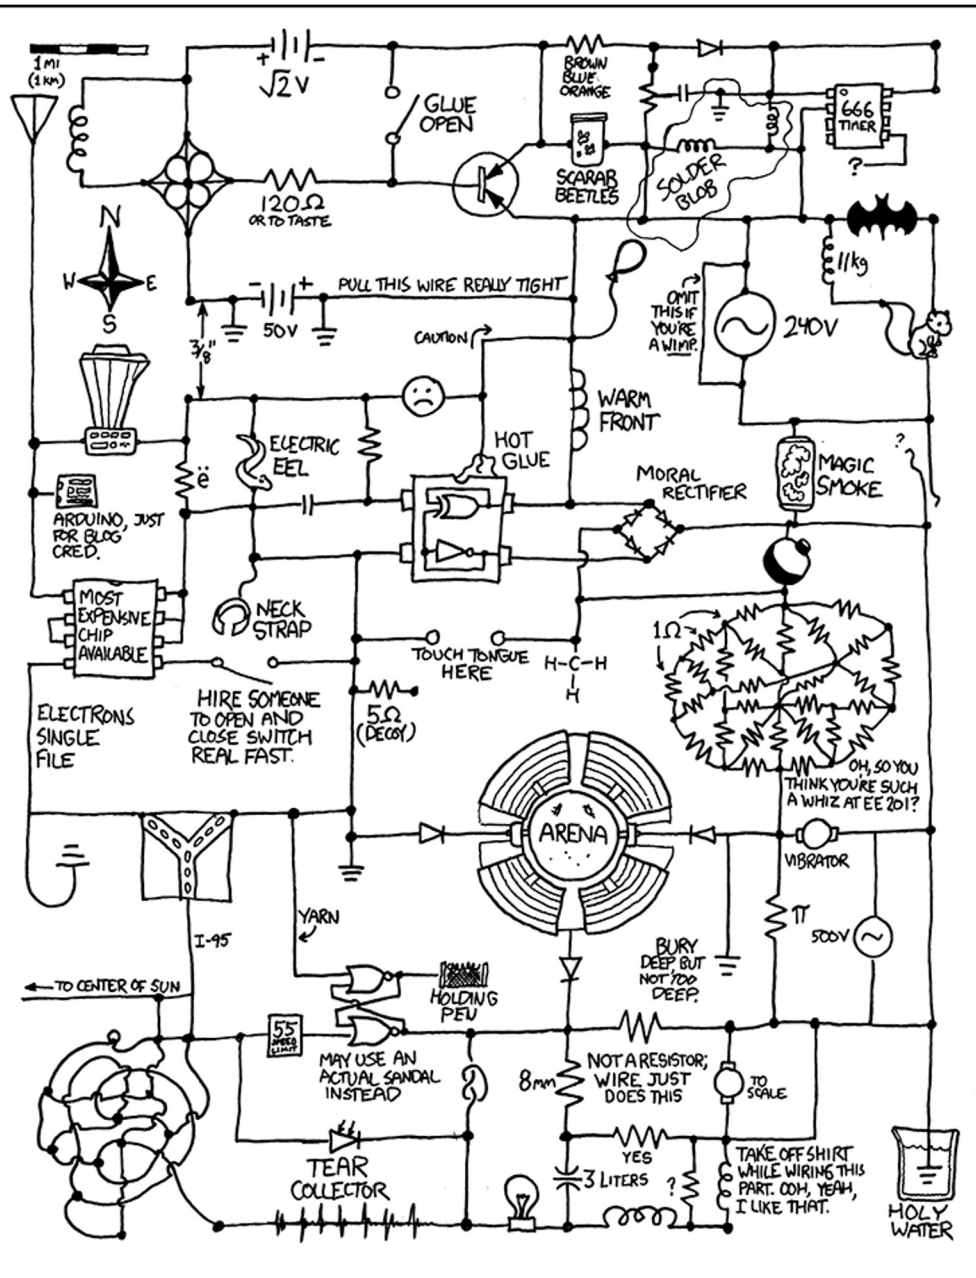 1 MI
(1 KM)
+ -
√2 V
GLUE
OPEN
BROWN
BLUE
ORANGE
666
TIMER
?
SCARAB
BEETLES
SOLDER
BLOB
120Ω
OR TO TASTE
N
W E
S
- +
50V
PULL THIS WIRE REALLY TIGHT
CAUTION
3/8"
OMIT
THIS IF
YOU'RE
A WIMP.
240V
11kg
2kg
WARM
FRONT
ELECTRIC
EEL
ë
HOT
GLUE
MORAL
RECTIFIER
MAGIC
SMOKE
?
ARDUINO, JUST
FOR BLOG
CRED.
MOST
EXPENSIVE
CHIP
AVAILABLE
NECK
STRAP
TOUCH TONGUE
HERE
H-C-H
H
1Ω
HIRE SOMEONE
TO OPEN AND
CLOSE SWITCH
REAL FAST.
5Ω
(DECOY)
ELECTRONS
SINGLE
FILE
OH, SO YOU
THINK YOU'RE SUCH
A WHIZ AT EE 201?
ARENA
VIBRATOR
π
500V
I-95
YARN
BURY
DEEP, BUT
NOT TOO
DEEP.
TO CENTER OF SUN
HOLDING
PEN
55
SPEED
LIMIT
MAY USE AN
ACTUAL SANDAL
INSTEAD
NOT A RESISTOR;
WIRE JUST
DOES THIS
8mm
TO
SCALE
YES
TEAR
COLLECTOR
3 LITERS
?
TAKE OFF SHIRT
WHILE WIRING THIS
PART. OOH, YEAH,
I LIKE THAT.
HOLY
WATER